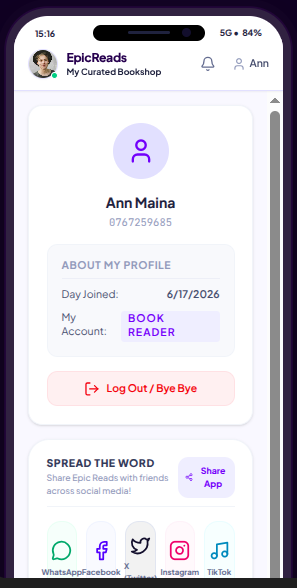 15:16
5G • 84%
EpicReads
My Curated Bookshop
Ann
Ann Maina
0767259685
ABOUT MY PROFILE
Day Joined: 6/17/2026
My Account: BOOK READER
Log Out / Bye Bye
SPREAD THE WORD
Share Epic Reads with friends
across social media!
Share
App
WhatsApp
Facebook
X
(Twitter)
Instagram
TikTok